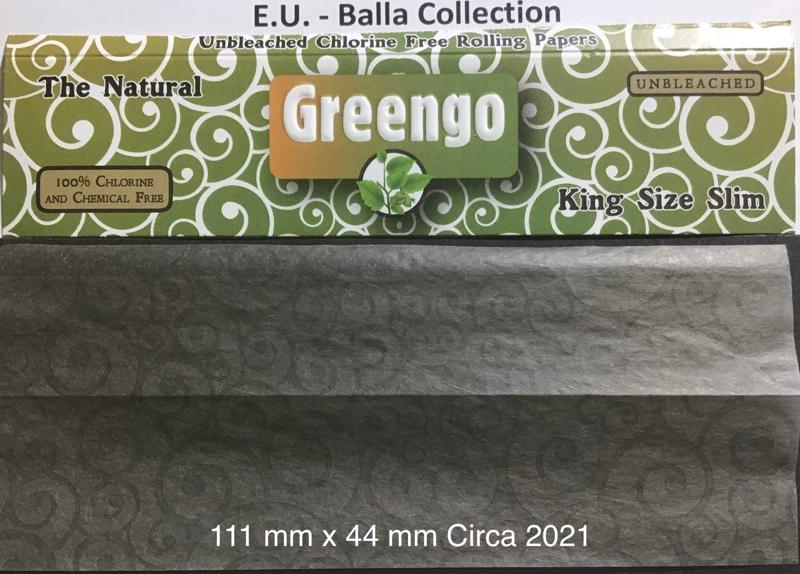 E.U. - Balla Collection
Unbleached Chlorine Free Rolling Papers
The Natural
Greengo
UNBLEACHED
100% CHLORINE
AND CHEMICAL FREE
King Size Slim
111 mm x 44 mm Circa 2021